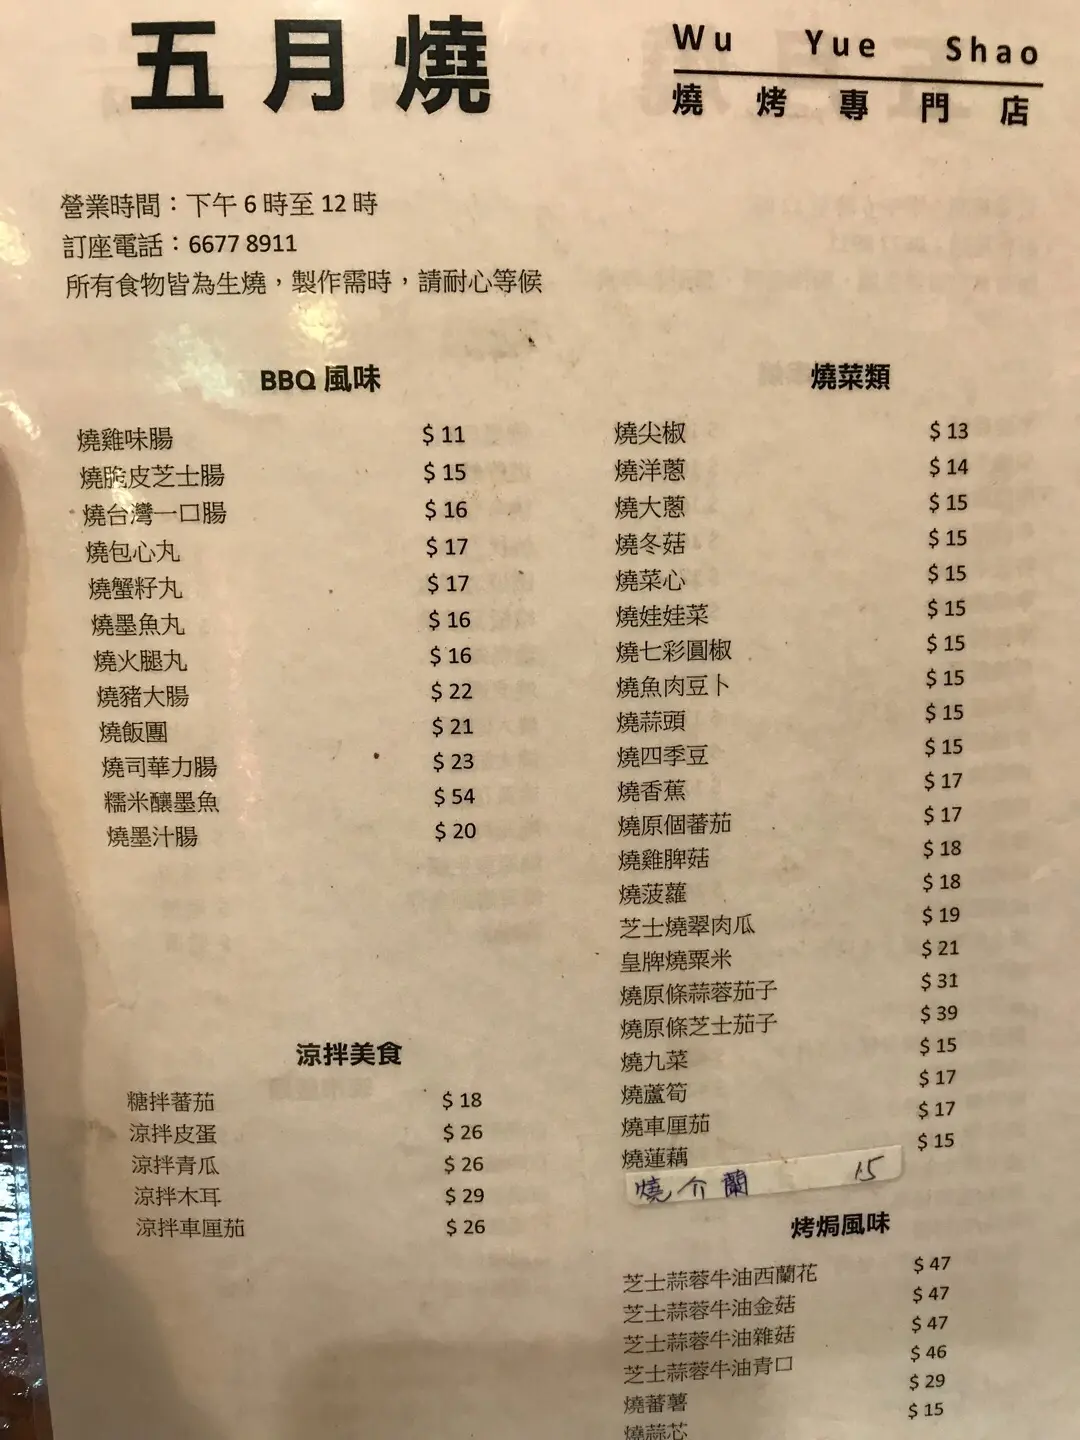 五月燒
Wu Yue Shao
燒烤專門店
營業時間：下午 6 時至 12 時
訂座電話：6677 8911
所有食物皆為生燒，製作需時，請耐心等候
BBQ 風味
燒雞味腸 $ 11
燒脆皮芝士腸 $ 15
燒台灣一口腸 $ 16
燒包心丸 $ 17
燒蟹籽丸 $ 17
燒墨魚丸 $ 16
燒火腿丸 $ 16
燒豬大腸 $ 22
燒飯團 $ 21
燒司華力腸 $ 23
糯米釀墨魚 $ 54
燒墨汁腸 $ 20
涼拌美食
糖拌蕃茄 $ 18
涼拌皮蛋 $ 26
涼拌青瓜 $ 26
涼拌木耳 $ 29
涼拌車厘茄 $ 26
燒菜類
燒尖椒 $ 13
燒洋蔥 $ 14
燒大蔥 $ 15
燒冬菇 $ 15
燒菜心 $ 15
燒娃娃菜 $ 15
燒七彩圓椒 $ 15
燒魚肉豆卜 $ 15
燒蒜頭 $ 15
燒四季豆 $ 15
燒香蕉 $ 17
燒原個蕃茄 $ 17
燒雞脾菇 $ 18
燒菠蘿 $ 18
芝士燒翠肉瓜 $ 19
皇牌燒粟米 $ 21
燒原條蒜蓉茄子 $ 31
燒原條芝士茄子 $ 39
燒九菜 $ 15
燒蘆筍 $ 17
燒車厘茄 $ 17
燒蓮藕 $ 15
燒介蘭 15
烤焗風味
芝士蒜蓉牛油西蘭花 $ 47
芝士蒜蓉牛油金菇 $ 47
芝士蒜蓉牛油雜菇 $ 47
芝士蒜蓉牛油青口 $ 46
燒蕃薯 $ 29
燒蒜芯 $ 15